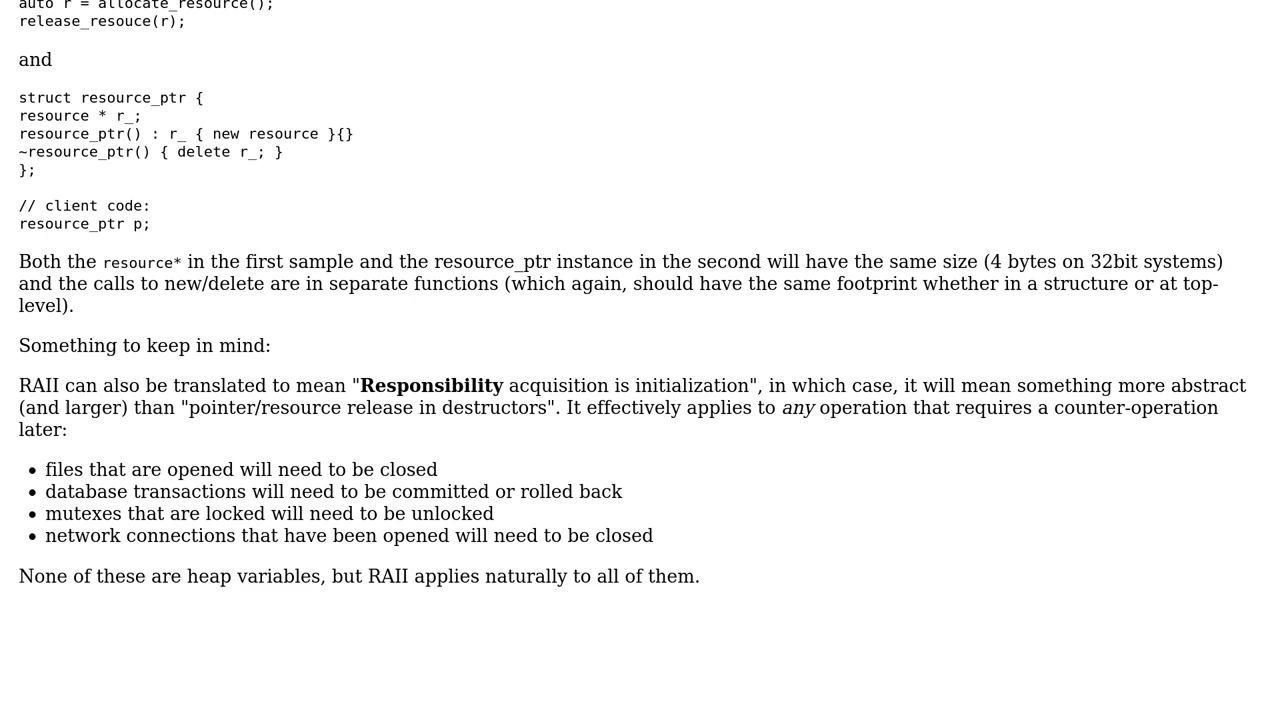 auto r = allocate_resource();
release_resouce(r);
and
struct resource_ptr {
resource * r_;
resource_ptr() : r_ { new resource }{}
~resource_ptr() { delete r_; }
};
// client code:
resource_ptr p;
Both the resource* in the first sample and the resource_ptr instance in the second will have the same size (4 bytes on 32bit systems)
and the calls to new/delete are in separate functions (which again, should have the same footprint whether in a structure or at top-
level).
Something to keep in mind:
RAII can also be translated to mean "Responsibility acquisition is initialization", in which case, it will mean something more abstract
(and larger) than "pointer/resource release in destructors". It effectively applies to any operation that requires a counter-operation
later:
• files that are opened will need to be closed
• database transactions will need to be committed or rolled back
• mutexes that are locked will need to be unlocked
• network connections that have been opened will need to be closed
None of these are heap variables, but RAII applies naturally to all of them.